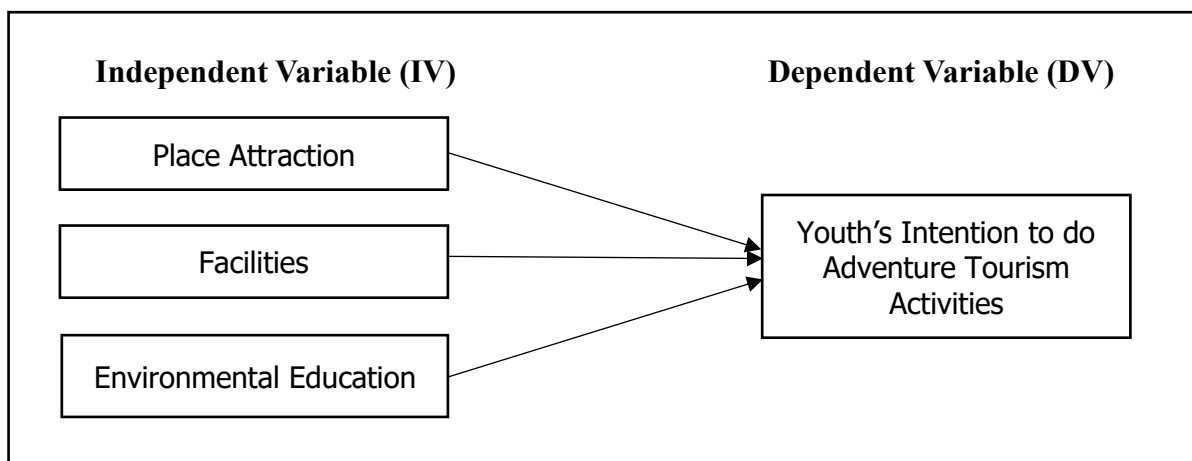 Independent Variable (IV)
Dependent Variable (DV)
Place Attraction
Facilities
Environmental Education
Youth’s Intention to do
Adventure Tourism
Activities